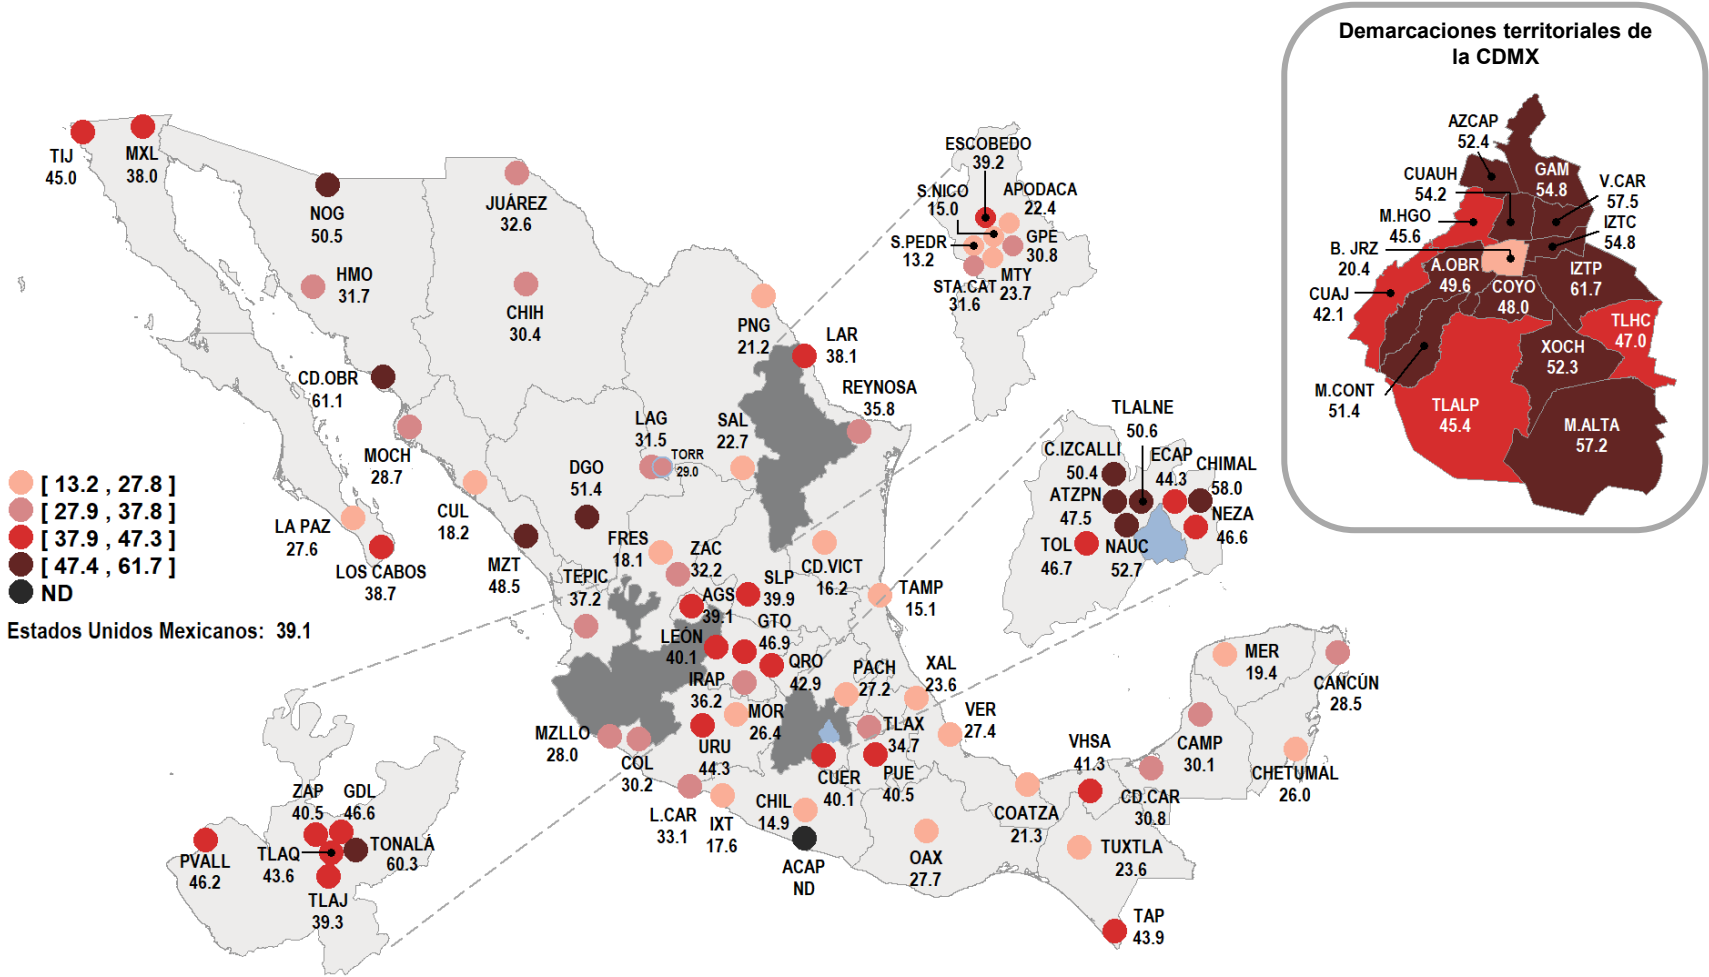 Demarcaciones territoriales de
la CDMX
AZCAP
52.4
CUAUH
54.2
GAM
54.8
V.CAR
57.5
M.HGO
45.6
IZTC
54.8
B. JRZ
20.4
A.OBR
49.6
COYO
48.0
IZTP
61.7
CUAJ
42.1
TLHC
47.0
XOCH
52.3
M.CONT
51.4
TLALP
45.4
M.ALTA
57.2
TIJ
45.0
MXL
38.0
NOG
50.5
JUÁREZ
32.6
HMO
31.7
CHIH
30.4
CD.OBR
61.1
MOCH
28.7
ESCOBEDO
39.2
S.NICO
15.0
APODACA
22.4
S.PEDR
13.2
GPE
30.8
MTY
23.7
STA.CAT
31.6
PNG
21.2
LAR
38.1
REYNOSA
35.8
LAG
31.5
TORR
29.0
SAL
22.7
DGO
51.4
CUL
18.2
LA PAZ
27.6
LOS CABOS
38.7
MZT
48.5
[ 13.2 , 27.8 ]
[ 27.9 , 37.8 ]
[ 37.9 , 47.3 ]
[ 47.4 , 61.7 ]
ND
Estados Unidos Mexicanos: 39.1
TLALNE
50.6
C.IZCALLI
50.4
ECAP
44.3
CHIMAL
58.0
ATZPN
47.5
NEZA
46.6
TOL
46.7
NAUC
52.7
FRES
18.1
ZAC
32.2
CD.VICT
16.2
TAMP
15.1
TEPIC
37.2
AGS
39.1
SLP
39.9
GTO
46.9
LEÓN
40.1
QRO
42.9
IRAP
36.2
PACH
27.2
XAL
23.6
MOR
26.4
URU
44.3
TLAX
34.7
VER
27.4
MZLLO
28.0
COL
30.2
CUER
40.1
PUE
40.5
L.CAR
33.1
IXT
17.6
CHIL
14.9
ACAP
ND
OAX
27.7
COATZA
21.3
VHSA
41.3
CD.CAR
30.8
CAMP
30.1
MER
19.4
CANCÚN
28.5
CHETUMAL
26.0
TUXTLA
23.6
TAP
43.9
ZAP
40.5
GDL
46.6
TONALÁ
60.3
PVALL
46.2
TLAQ
43.6
TLAJ
39.3